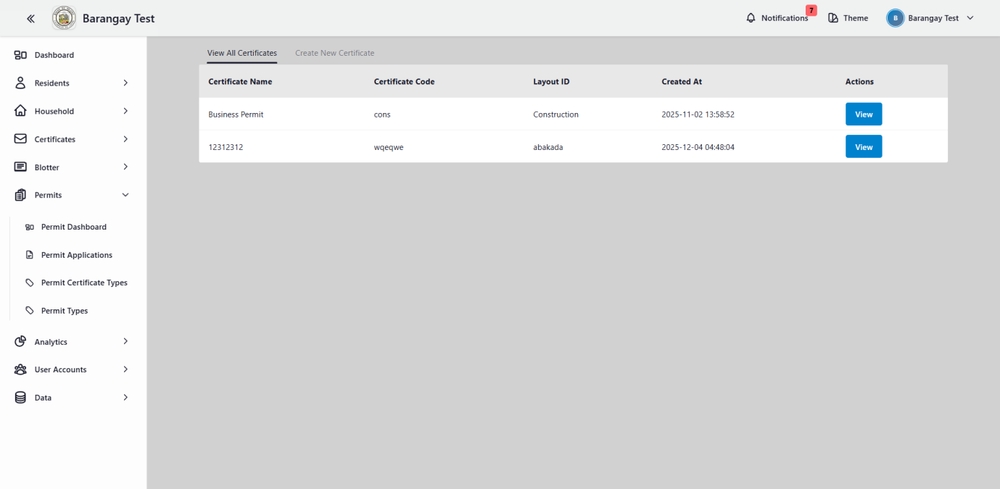 Barangay Test
Notifications 7
Theme
B Barangay Test
Dashboard
Residents
Household
Certificates
Blotter
Permits
Permit Dashboard
Permit Applications
Permit Certificate Types
Permit Types
Analytics
User Accounts
Data
View All Certificates Create New Certificate
Certificate Name Certificate Code Layout ID Created At Actions
Business Permit cons Construction 2025-11-02 13:58:52 View
12312312 wqeqwe abakada 2025-12-04 04:48:04 View